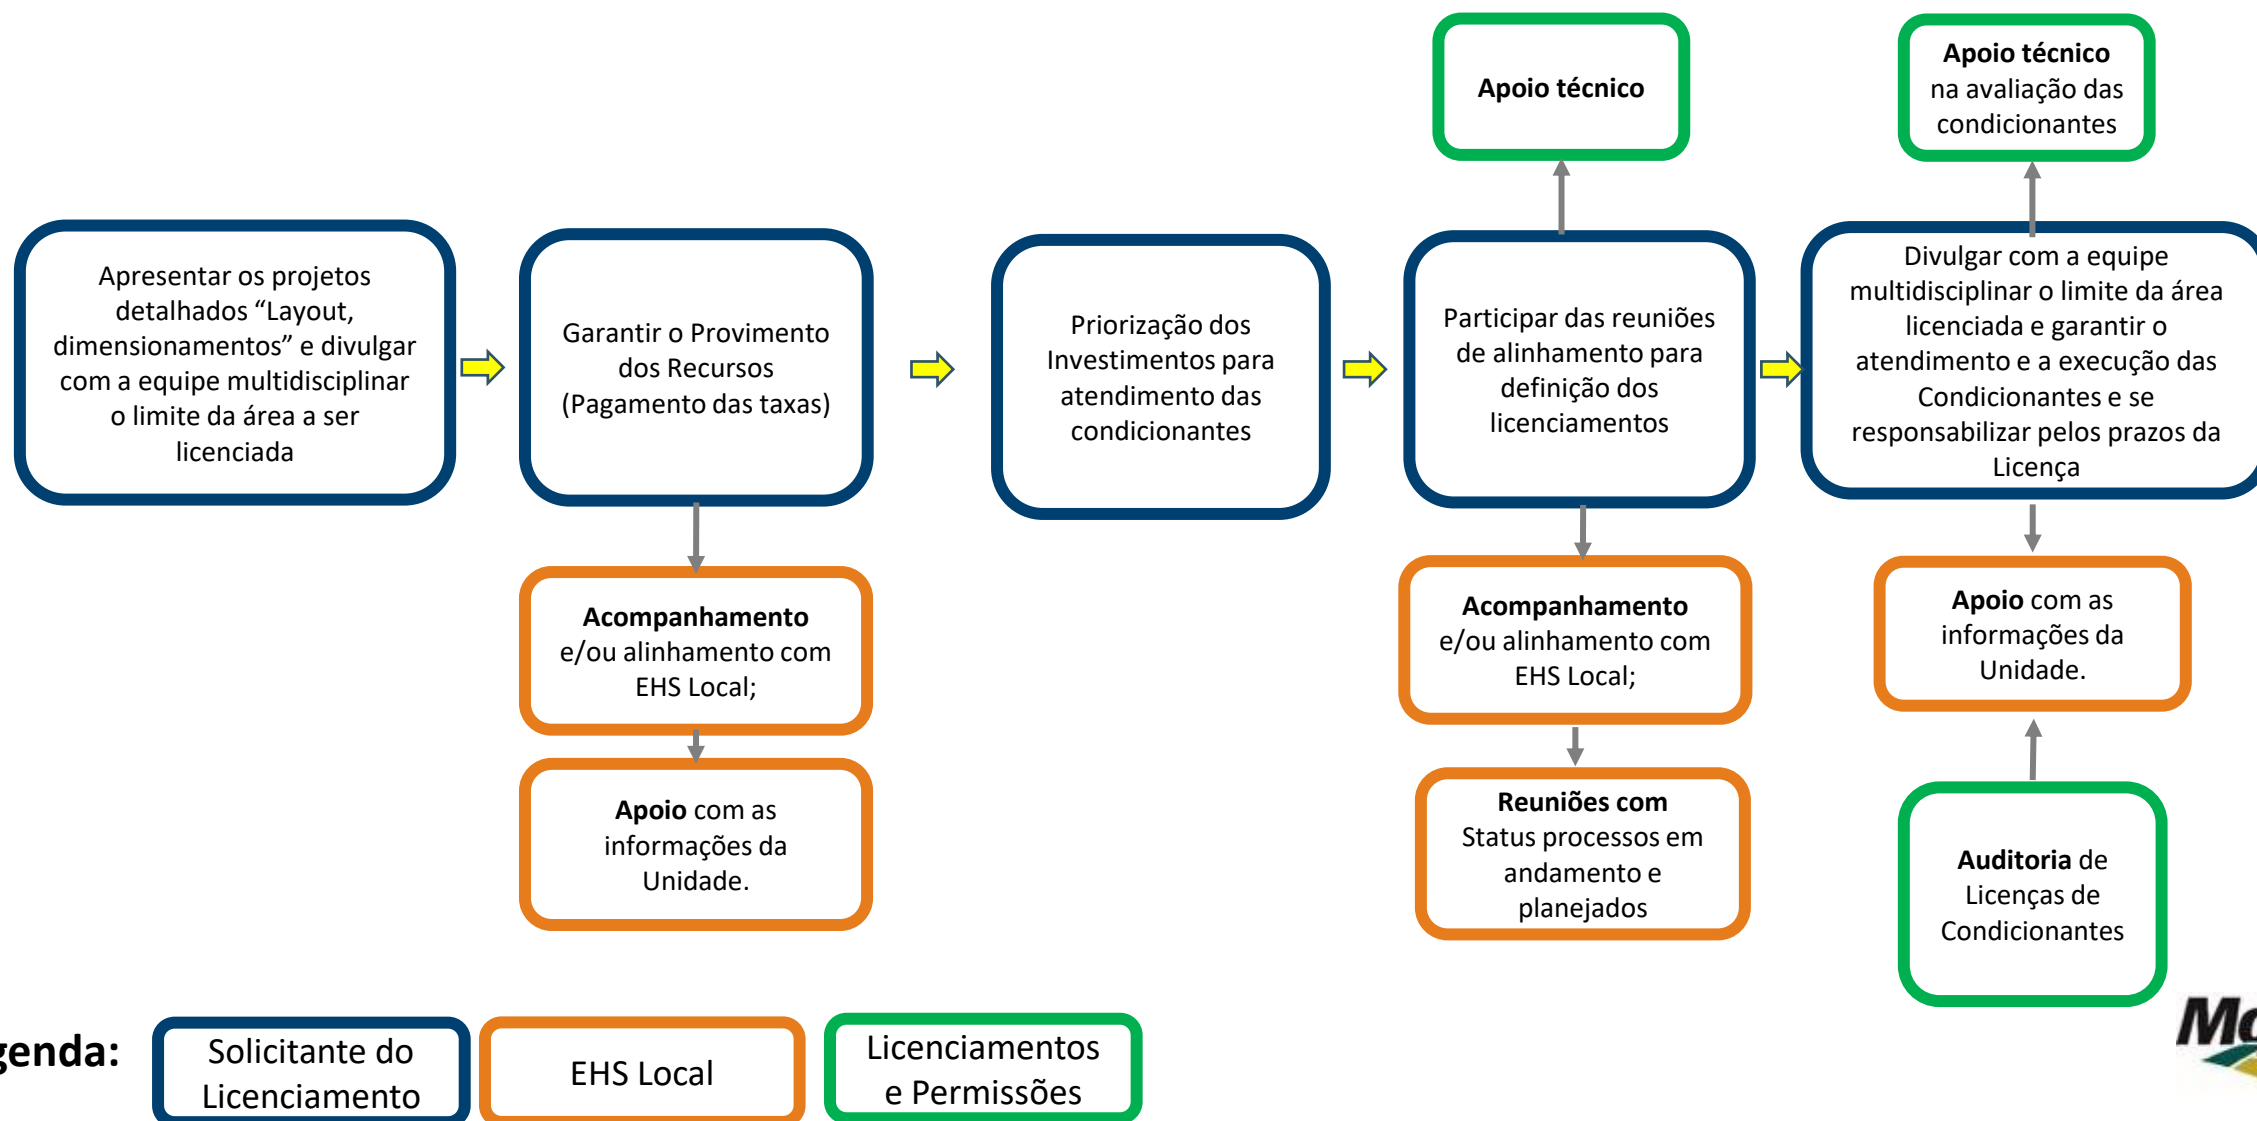 Apoio técnico
Apoio técnico
na avaliação das
condicionantes
Apresentar os projetos
detalhados “Layout,
dimensionamentos” e divulgar
com a equipe multidisciplinar
o limite da área a ser
licenciada
Garantir o Provimento
dos Recursos
(Pagamento das taxas)
Priorização dos
Investimentos para
atendimento das
condicionantes
Participar das reuniões
de alinhamento para
definição dos
licenciamentos
Divulgar com a equipe
multidisciplinar o limite da área
licenciada e garantir o
atendimento e a execução das
Condicionantes e se
responsabilizar pelos prazos da
Licença
Acompanhamento
e/ou alinhamento com
EHS Local;
Acompanhamento
e/ou alinhamento com
EHS Local;
Apoio com as
informações da
Unidade.
Apoio com as
informações da
Unidade.
Reuniões com
Status processos em
andamento e
planejados
Auditoria de
Licenças de
Condicionantes
genda:
Solicitante do
Licenciamento
EHS Local
Licenciamentos
e Permissões